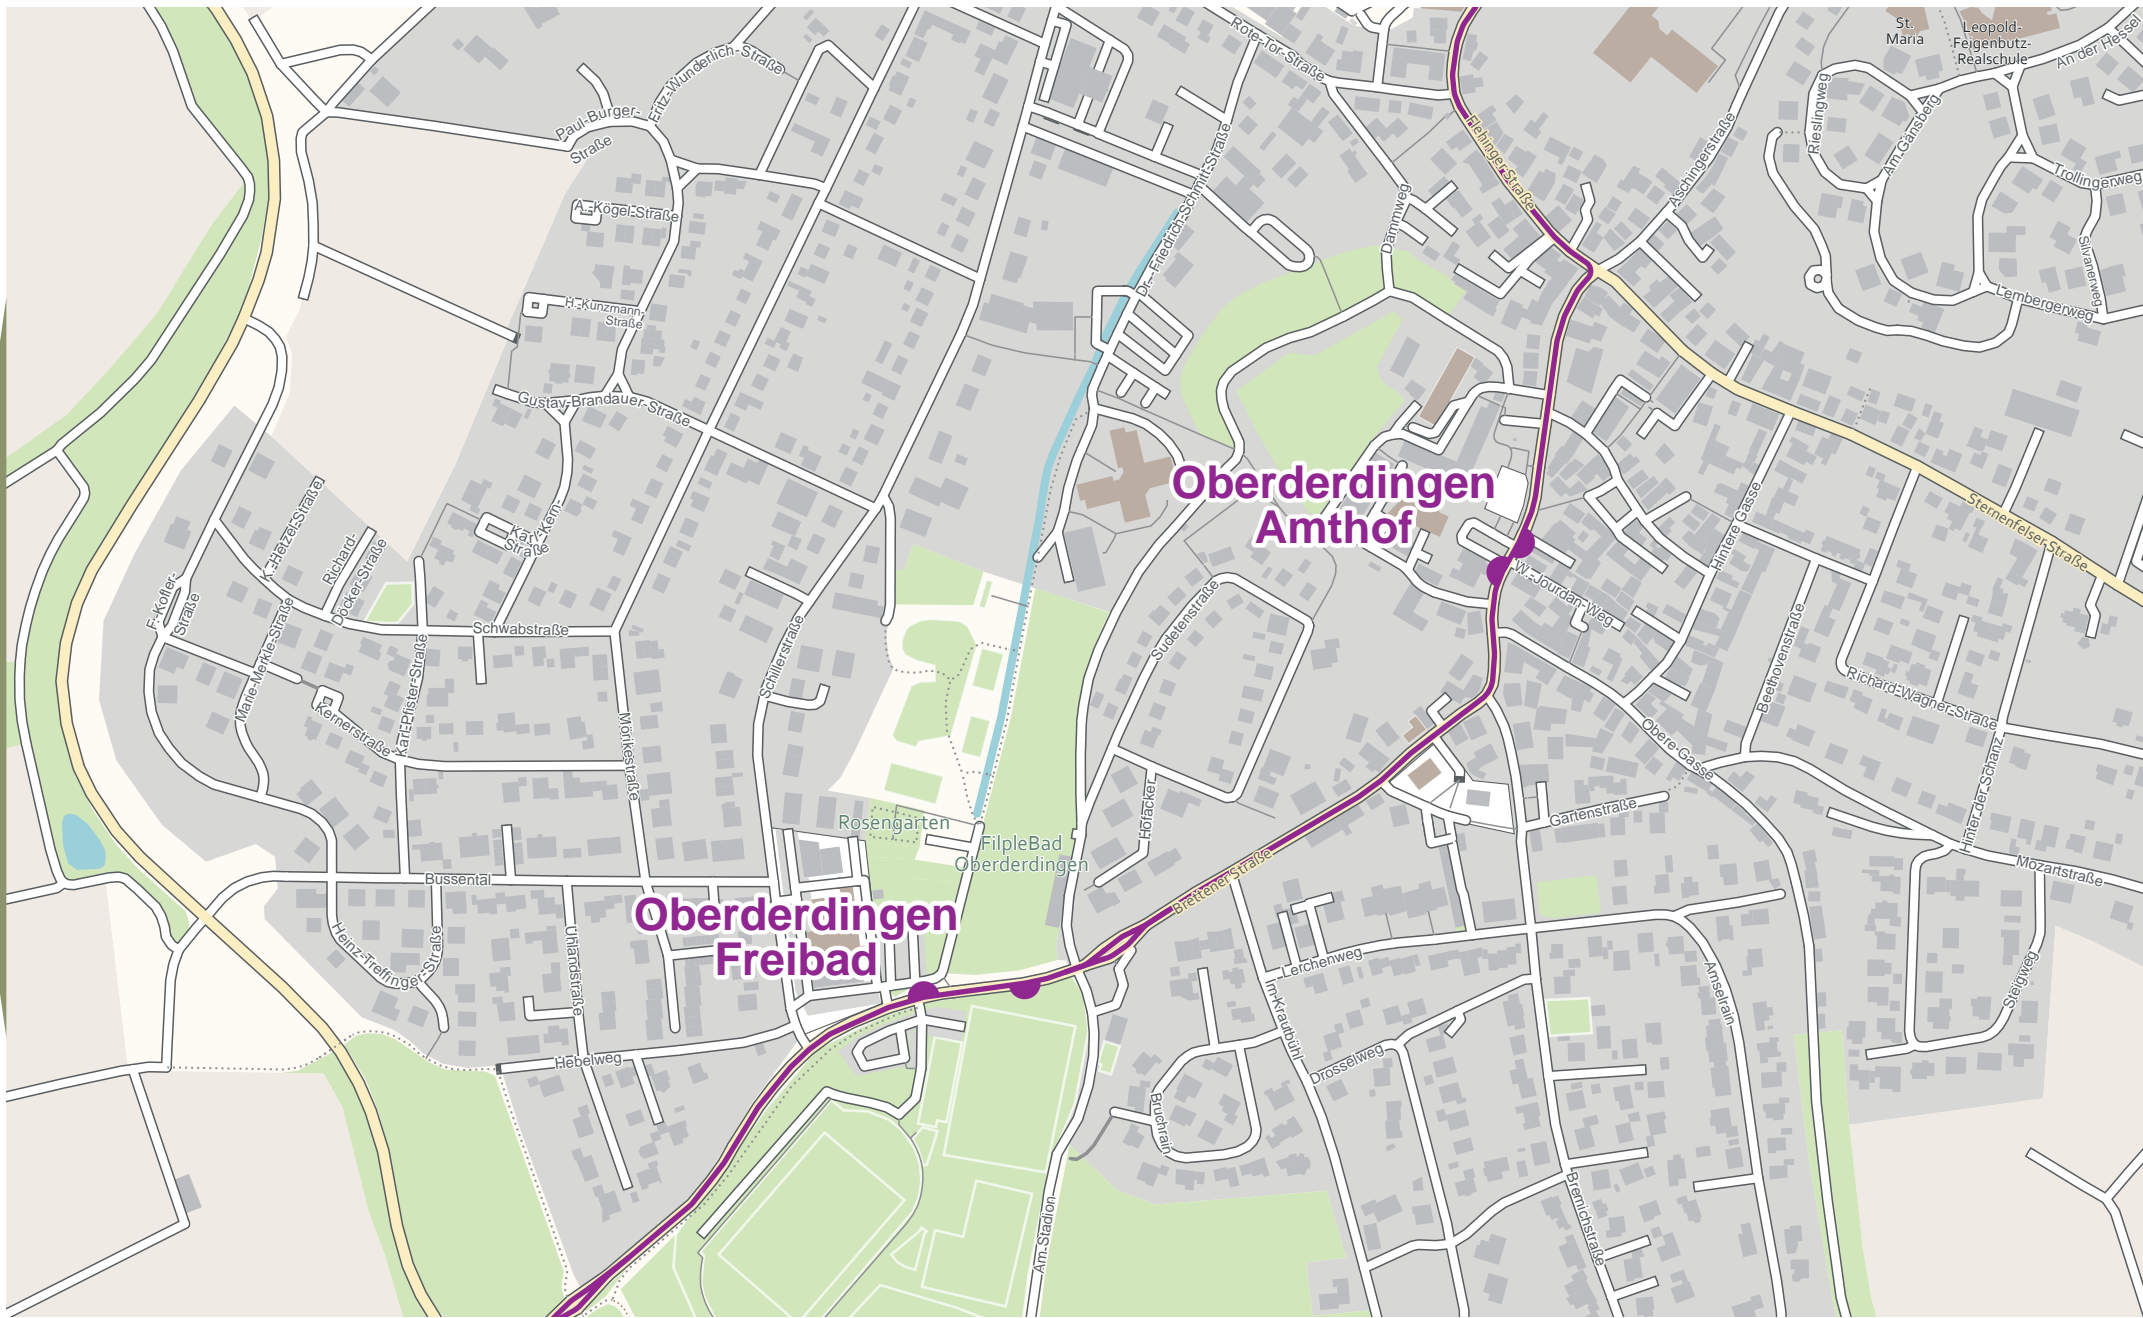 Rote-Tor-Straße
St.
Maria
Leopold-
Feigenbutz-
Realschule
An der Hessel
Fritz-Wunderlich-Straße
Paul-Burger-
Straße
Flehinger Straße
Rieslingweg
Am Gänsberg
Aschingerstraße
Trollingerweg
A.-Kögel-Straße
Dammweg
Dr.-Friedrich-Schmitt-Straße
Silvanerweg
Lembergerweg
H.-Kunzmann-
Straße
Gustav-Brandauer-Straße
Oberderdingen
Amthof
K.-Hetzel-Straße
Richard-
Döcker-Straße
Karl-Kern-
Straße
Hintere Gasse
Sternenfelser Straße
F.-Kofler-
Straße
Marie-Merkle-Straße
Schwabstraße
Karl-Pfister-Straße
Kernerstraße
Mörikestraße
Schillerstraße
Sudetenstraße
W.-Jourdan-Weg
Beethovenstraße
Richard-Wagner-Straße
Obere Gasse
Hinter der Schanz
Hofäcker
Gartenstraße
Rosengarten
FilpleBad
Oberderdingen
Mozartstraße
Bussental
Brettener Straße
Oberderdingen
Freibad
Heinz-Treffinger-Straße
Uhlandstraße
Lerchenweg
Im Krautbühl
Amselrain
Steigweg
Hebelweg
Drosselweg
Bruchrain
Am Stadion
Bremichstraße